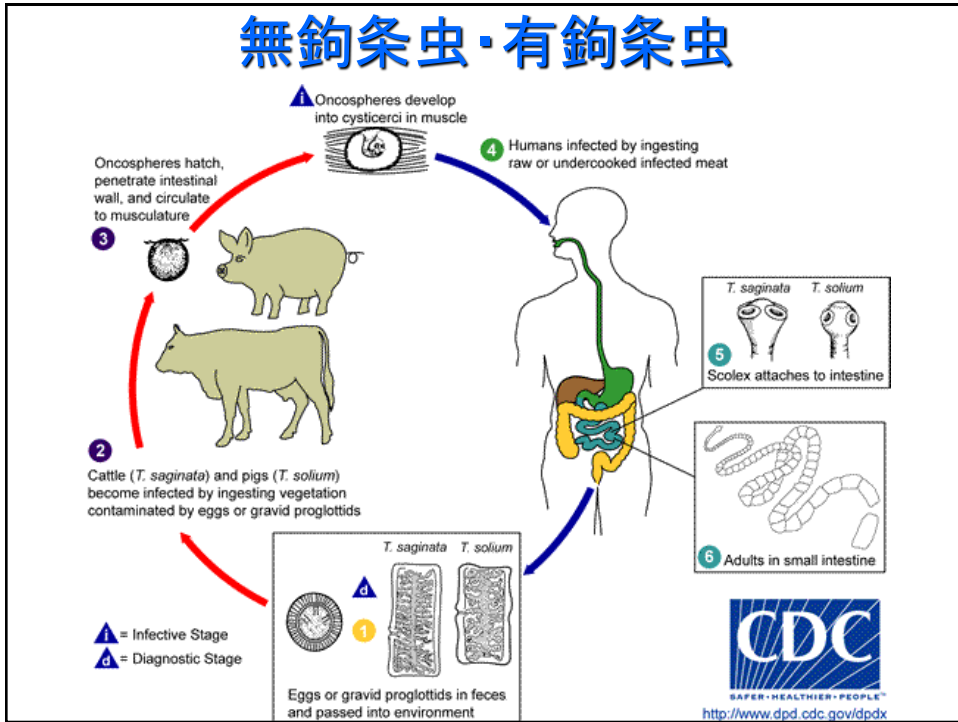 無鉤条虫・有鉤条虫
i
Oncospheres develop
into cysticerci in muscle
4
Humans infected by ingesting
raw or undercooked infected meat
Oncospheres hatch,
penetrate intestinal
wall, and circulate
to musculature
3
T. saginata
T. solium
5
Scolex attaches to intestine
2
Cattle (T. saginata) and pigs (T. solium)
become infected by ingesting vegetation
contaminated by eggs or gravid proglottids
6
Adults in small intestine
T. saginata
T. solium
d
1
Eggs or gravid proglottids in feces
and passed into environment
i = Infective Stage
d = Diagnostic Stage
CDC
SAFER·HEALTHIER·PEOPLE™
http://www.dpd.cdc.gov/dpdx